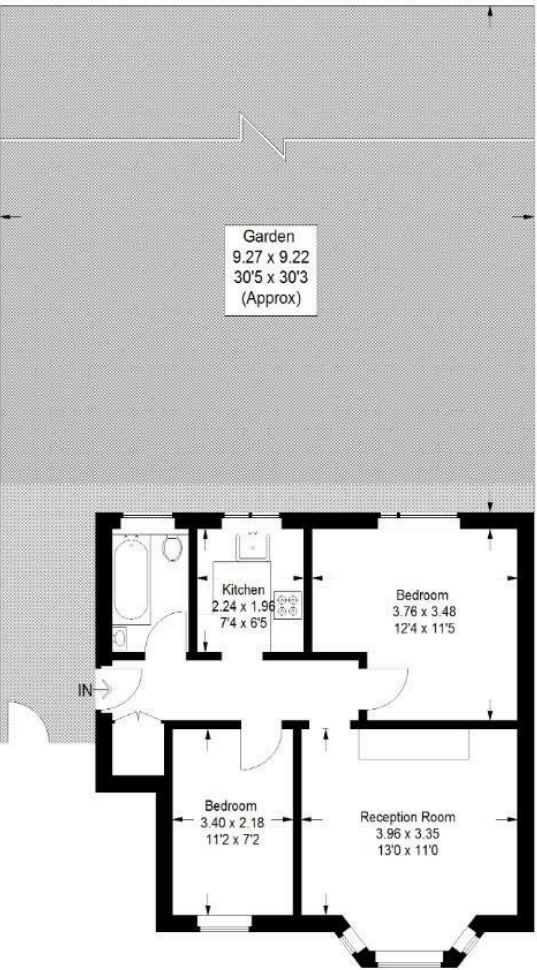 Garden
9.27 x 9.22
30'5 x 30'3
(Approx)
Kitchen
2.24 x 1.96
7'4 x 6'5
Bedroom
3.76 x 3.48
12'4 x 11'5
IN
Bedroom
3.40 x 2.18
11'2 x 7'2
Reception Room
3.96 x 3.35
13'0 x 11'0